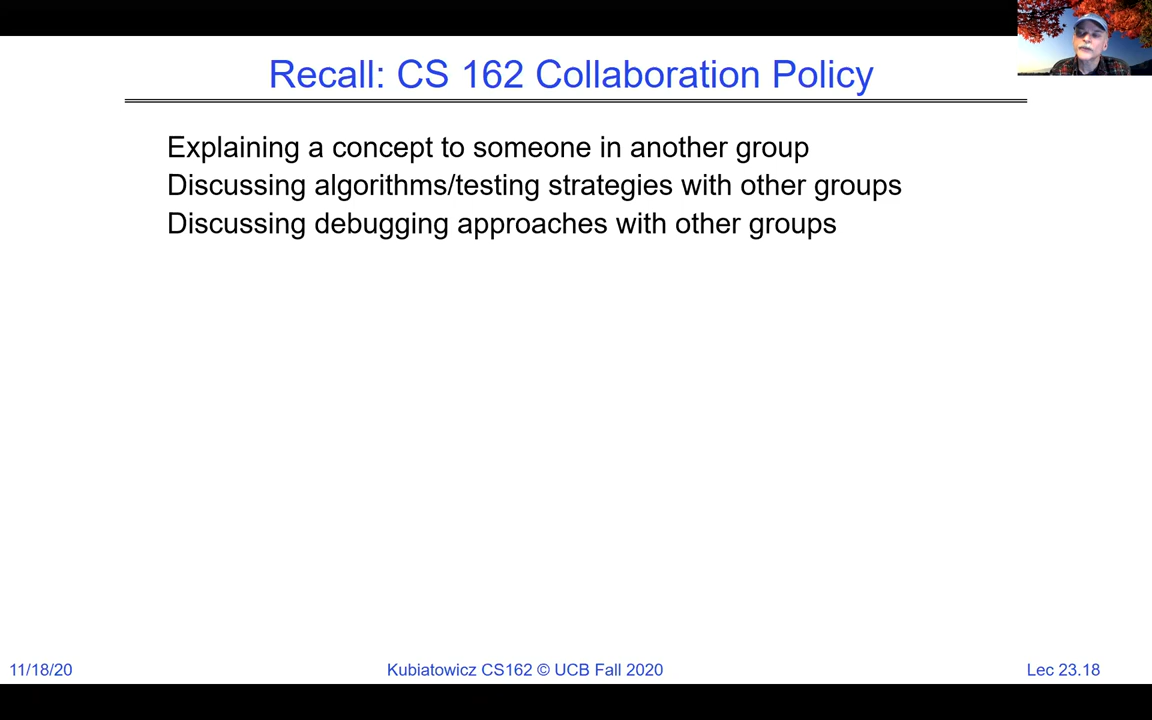 Recall: CS 162 Collaboration Policy
Explaining a concept to someone in another group
Discussing algorithms/testing strategies with other groups
Discussing debugging approaches with other groups
11/18/20
Kubiatowicz CS162 © UCB Fall 2020
Lec 23.18